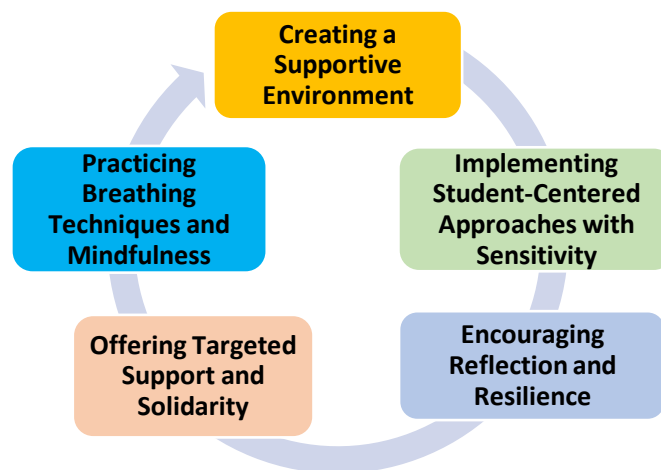 Creating a
Supportive
Environment
Implementing
Student-Centered
Approaches with
Sensitivity
Encouraging
Reflection and
Resilience
Offering Targeted
Support and
Solidarity
Practicing
Breathing
Techniques and
Mindfulness